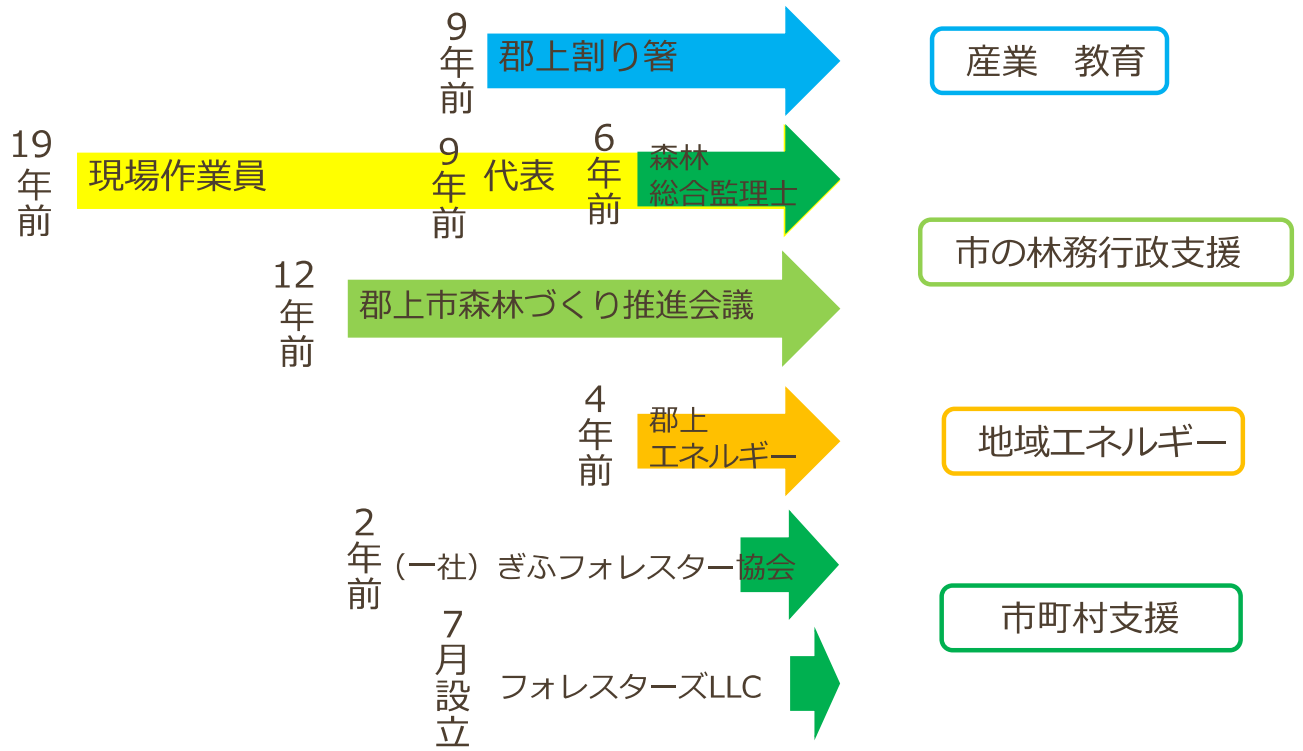 9年前
郡上割り箸
産業　教育
19年前
現場作業員
9年前
代表
6年前
森林
総合監理士
市の林務行政支援
12年前
郡上市森林づくり推進会議
4年前
郡上
エネルギー
地域エネルギー
2年前
（一社）ぎふフォレスター協会
市町村支援
7月設立
フォレスターズLLC